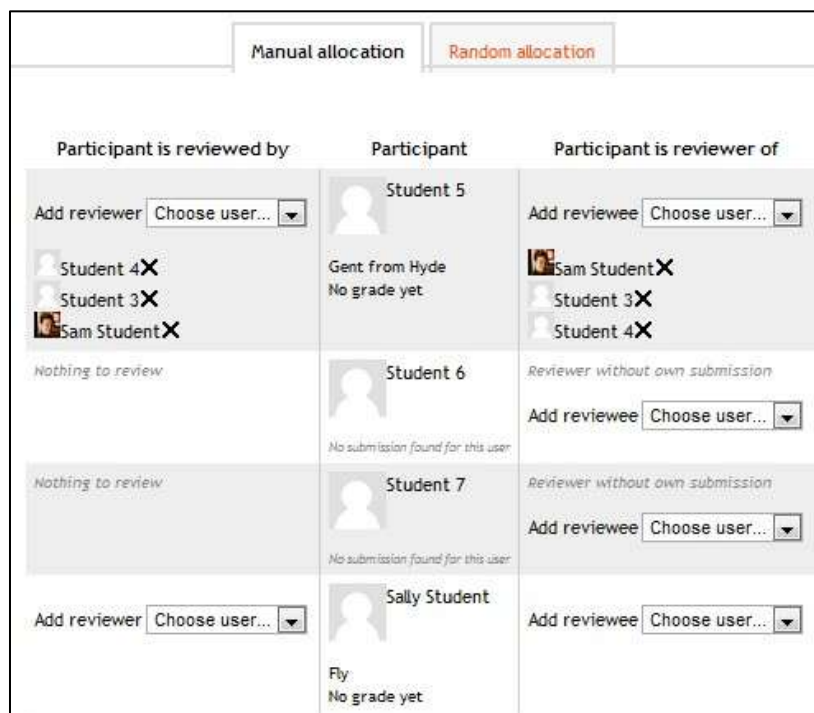 Manual allocation
Random allocation
Participant is reviewed by
Participant
Participant is reviewer of
Add reviewer Choose user...
Student 4
Student 3
Sam Student
Student 5
Gent from Hyde
No grade yet
Add reviewee Choose user...
Sam Student
Student 3
Student 4
Nothing to review
Student 6
No submission found for this user
Reviewer without own submission
Add reviewee Choose user...
Nothing to review
Student 7
No submission found for this user
Reviewer without own submission
Add reviewee Choose user...
Add reviewer Choose user...
Sally Student
Fly
No grade yet
Add reviewee Choose user...